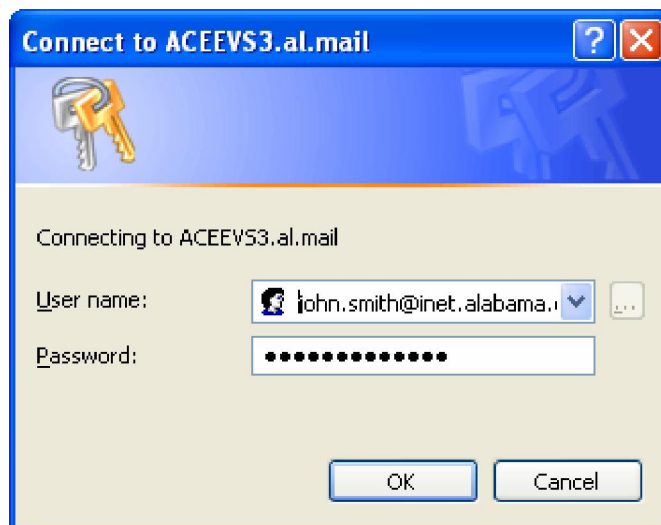 Connect to ACEEVS3.al.mail
Connecting to ACEEVS3.al.mail
User name: john.smith@inet.alabama.
Password: •••••••••••••
OK Cancel